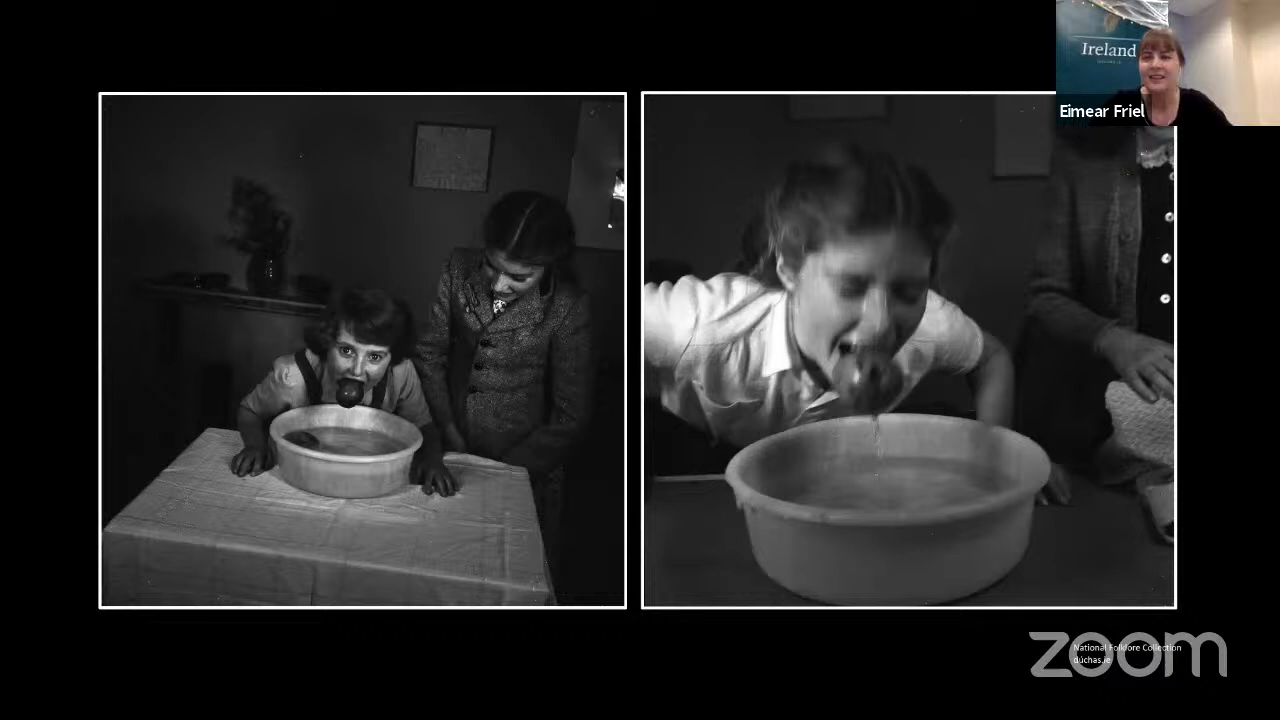 Ireland
Eimear Friel
zoom
National Folklore Collection
dúchas.ie